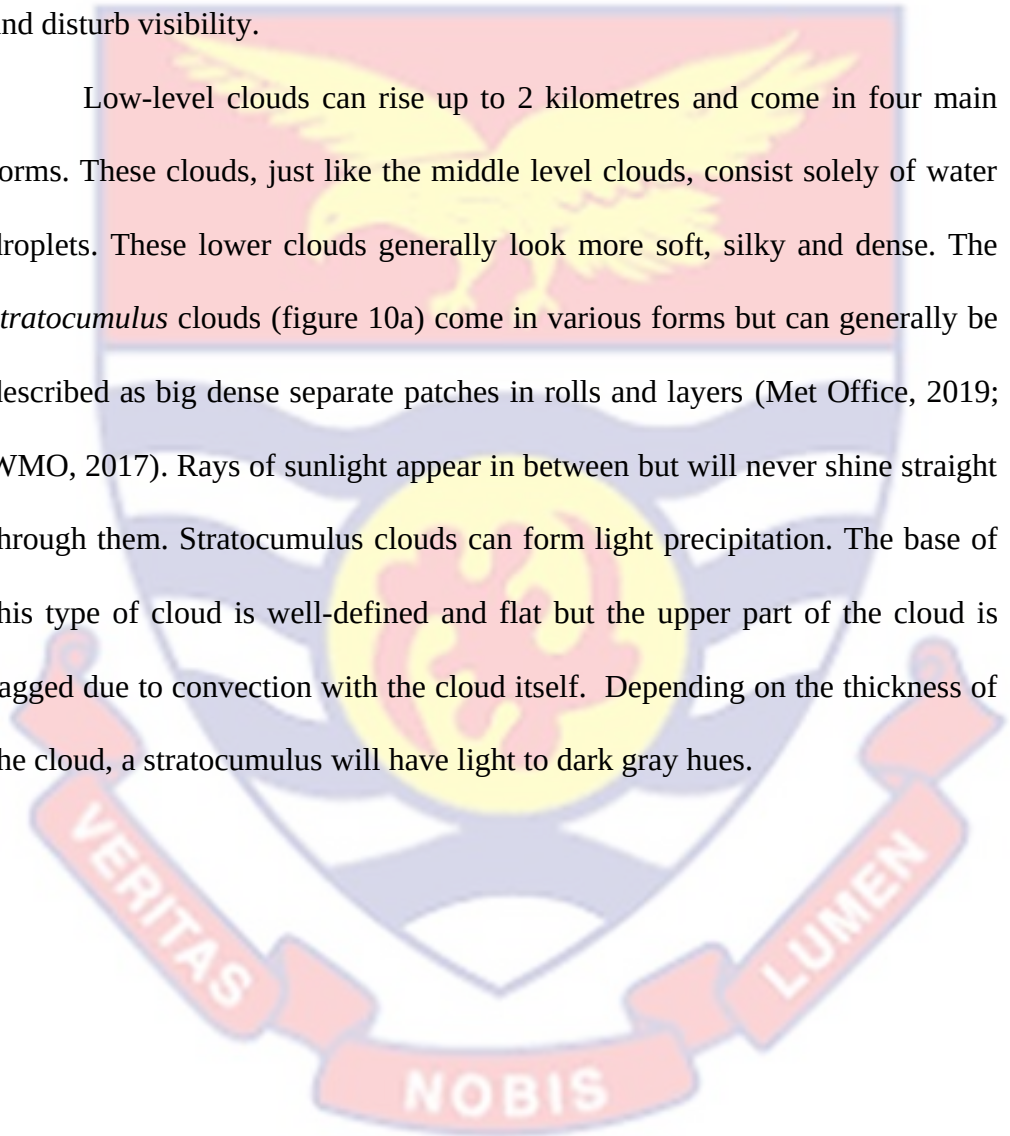 nd disturb visibility.
Low-level clouds can rise up to 2 kilometres and come in four main
orms. These clouds, just like the middle level clouds, consist solely of water
droplets. These lower clouds generally look more soft, silky and dense. The
tratocumulus clouds (figure 10a) come in various forms but can generally be
described as big dense separate patches in rolls and layers (Met Office, 2019;
WMO, 2017). Rays of sunlight appear in between but will never shine straight
hrough them. Stratocumulus clouds can form light precipitation. The base of
his type of cloud is well-defined and flat but the upper part of the cloud is
agged due to convection with the cloud itself. Depending on the thickness of
he cloud, a stratocumulus will have light to dark gray hues.
VERITAS
NOBIS
LUMEN